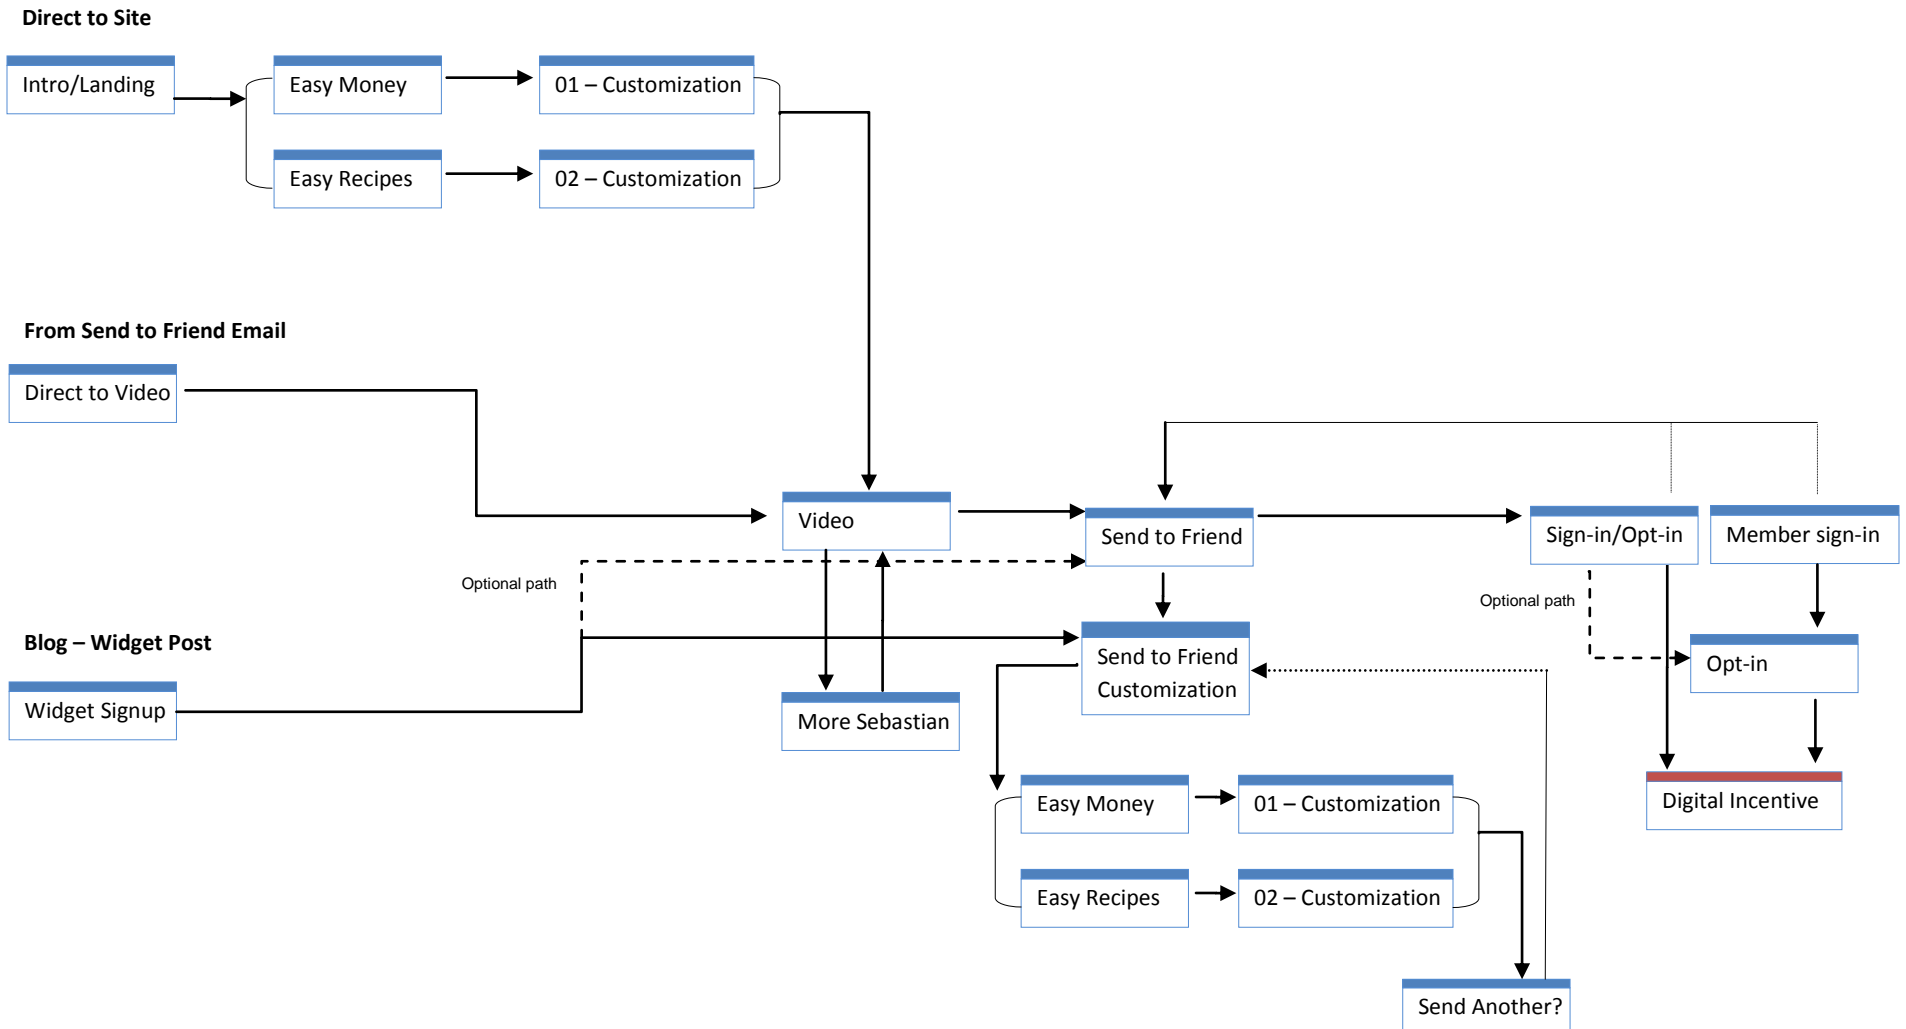 Direct to Site
Intro/Landing
Easy Money
01 – Customization
Easy Recipes
02 – Customization
From Send to Friend Email
Direct to Video
Video
Send to Friend
Sign-in/Opt-in
Member sign-in
Optional path
Optional path
Blog – Widget Post
Send to Friend
Customization
Opt-in
Widget Signup
More Sebastian
Easy Money
01 – Customization
Digital Incentive
Easy Recipes
02 – Customization
Send Another?